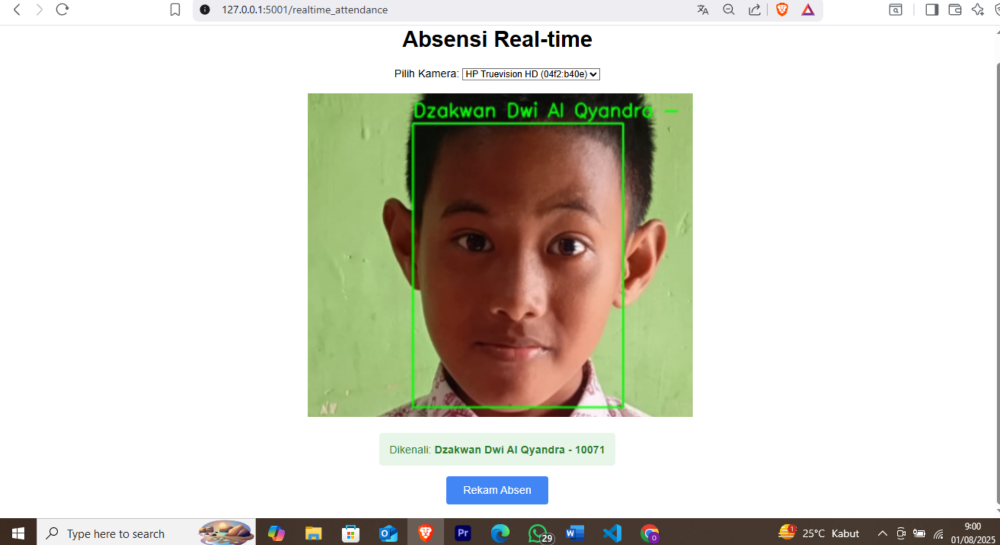 127.0.0.1:5001/realtime_attendance
Absensi Real-time
Pilih Kamera: HP Truevision HD (04f2:b40e)
Dzakwan Dwi Al Qyandra -
Dikenali: Dzakwan Dwi Al Qyandra - 10071
Rekam Absen
Type here to search
Pr
29
1
25°C Kabut
9:00
01/08/2025